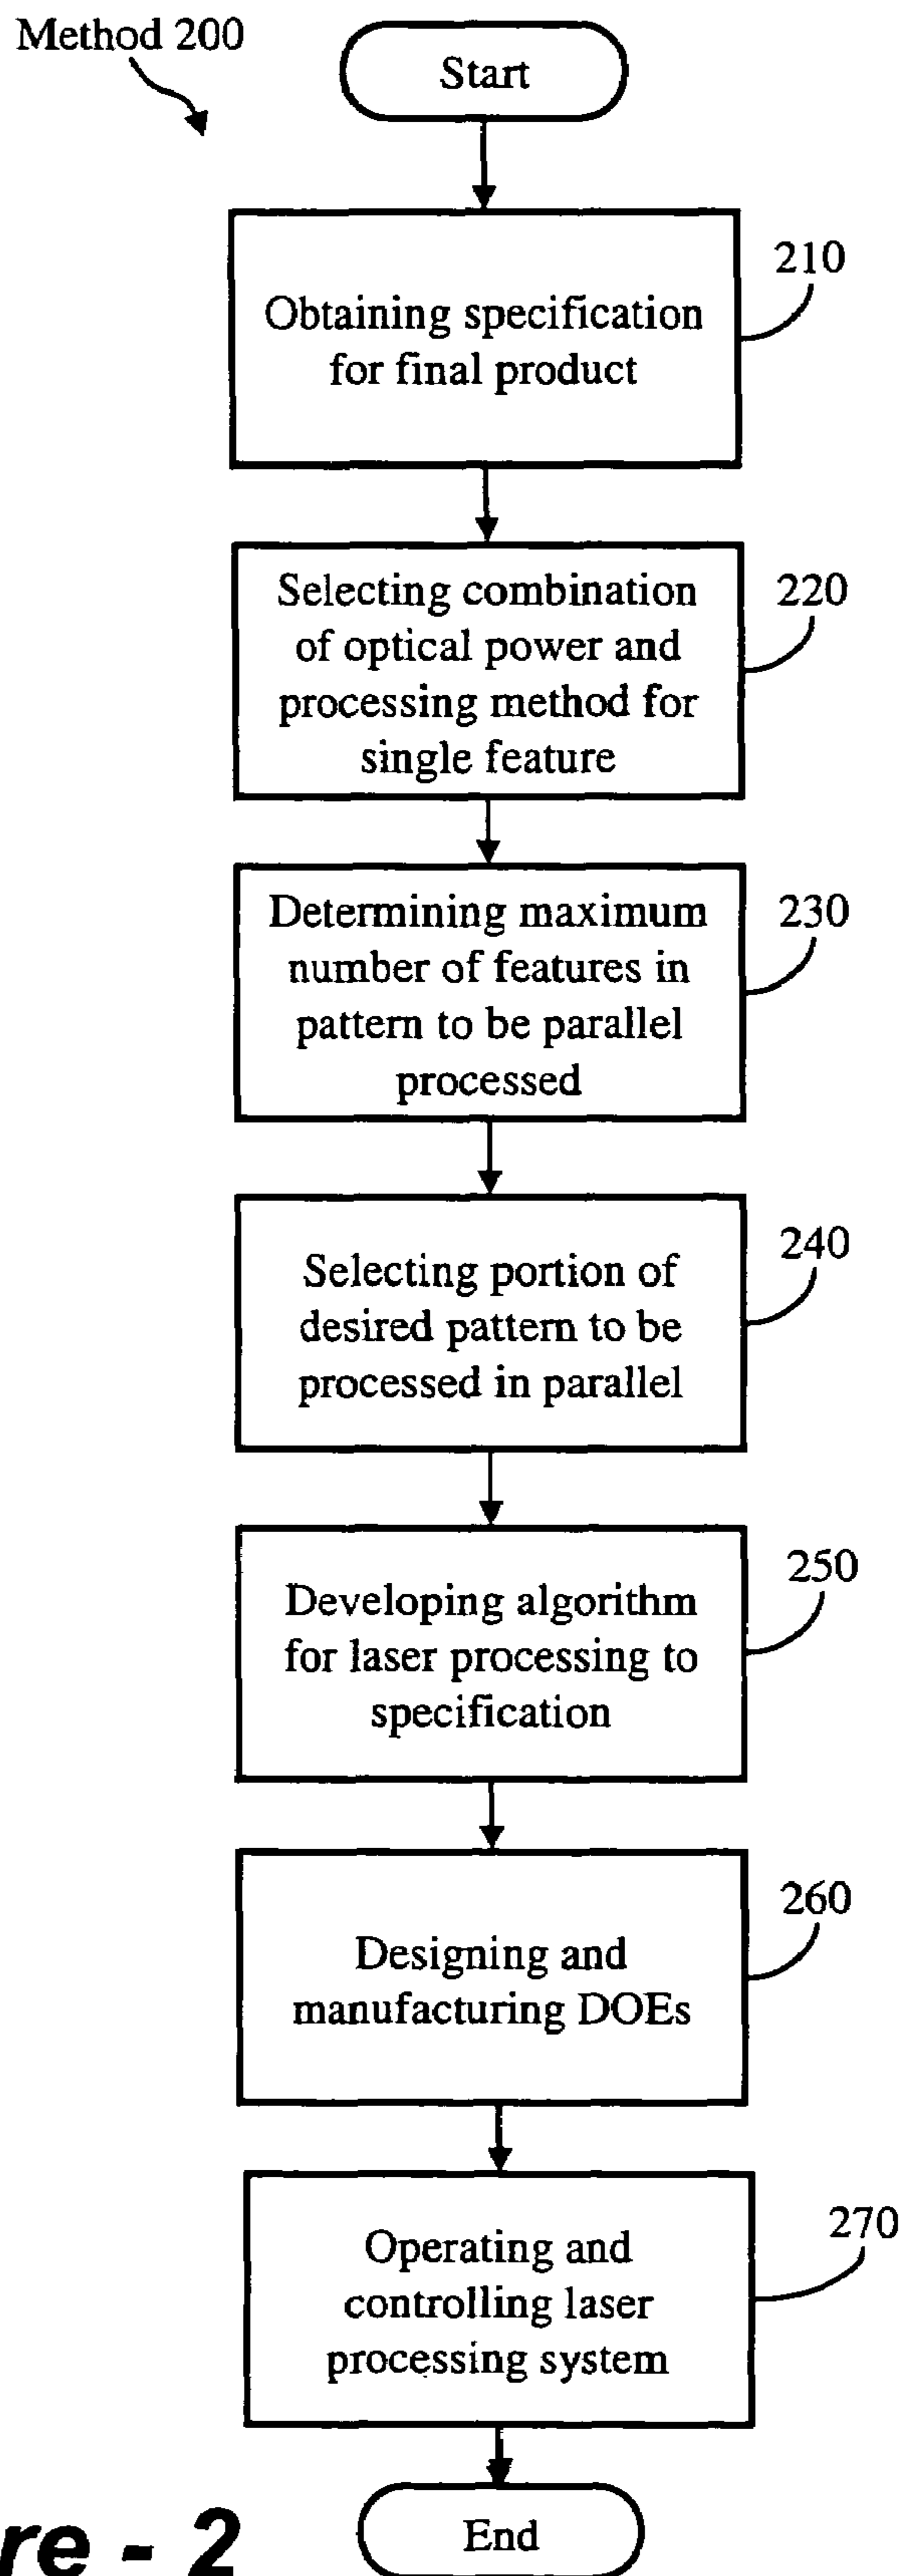 Method 200
Start
210
Obtaining specification
for final product
220
Selecting combination
of optical power and
processing method for
single feature
230
Determining maximum
number of features in
pattern to be parallel
processed
240
Selecting portion of
desired pattern to be
processed in parallel
250
Developing algorithm
for laser processing to
specification
260
Designing and
manufacturing DOEs
270
Operating and
controlling laser
processing system
End
re - 2